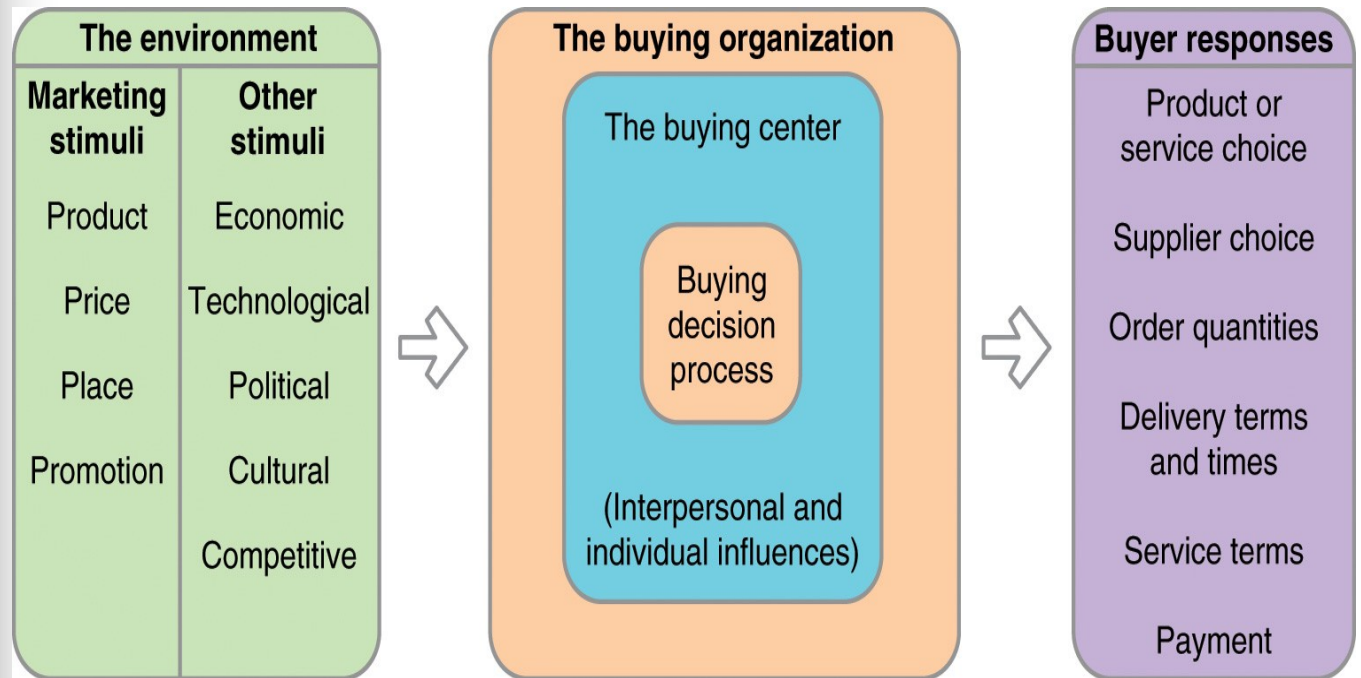 The environment
Marketing
stimuli
Product
Price
Place
Promotion
Other
stimuli
Economic
Technological
Political
Cultural
Competitive
The buying organization
The buying center
Buying
decision
process
(Interpersonal and
individual influences)
Buyer responses
Product or
service choice
Supplier choice
Order quantities
Delivery terms
and times
Service terms
Payment